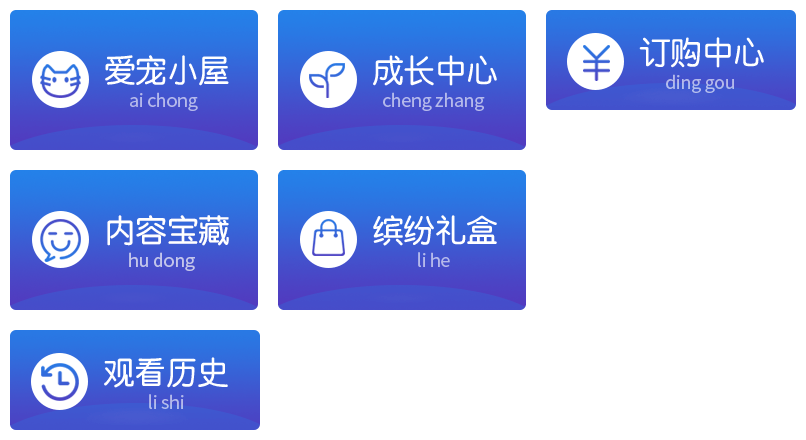 爱宠小屋
ai chong
成长中心
cheng zhang
订购中心
ding gou
内容宝藏
hu dong
缤纷礼盒
li he
观看历史
li shi